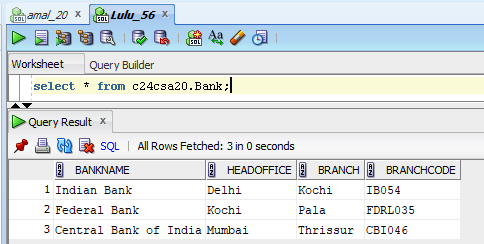 amal_20 x Lulu_56 x
Worksheet Query Builder
select * from c24csa20.Bank;
Query Result x
SQL | All Rows Fetched: 3 in 0 seconds
BANKNAME HEADOFFICE BRANCH BRANCHCODE
1 Indian Bank Delhi Kochi IB054
2 Federal Bank Kochi Pala FDRL035
3 Central Bank of India Mumbai Thrissur CBI046